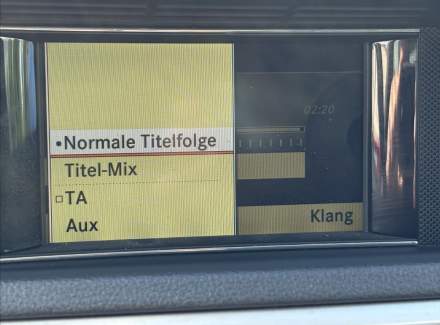 02:20
•Normale Titelfolge
Titel-Mix
TA
Aux
Klang